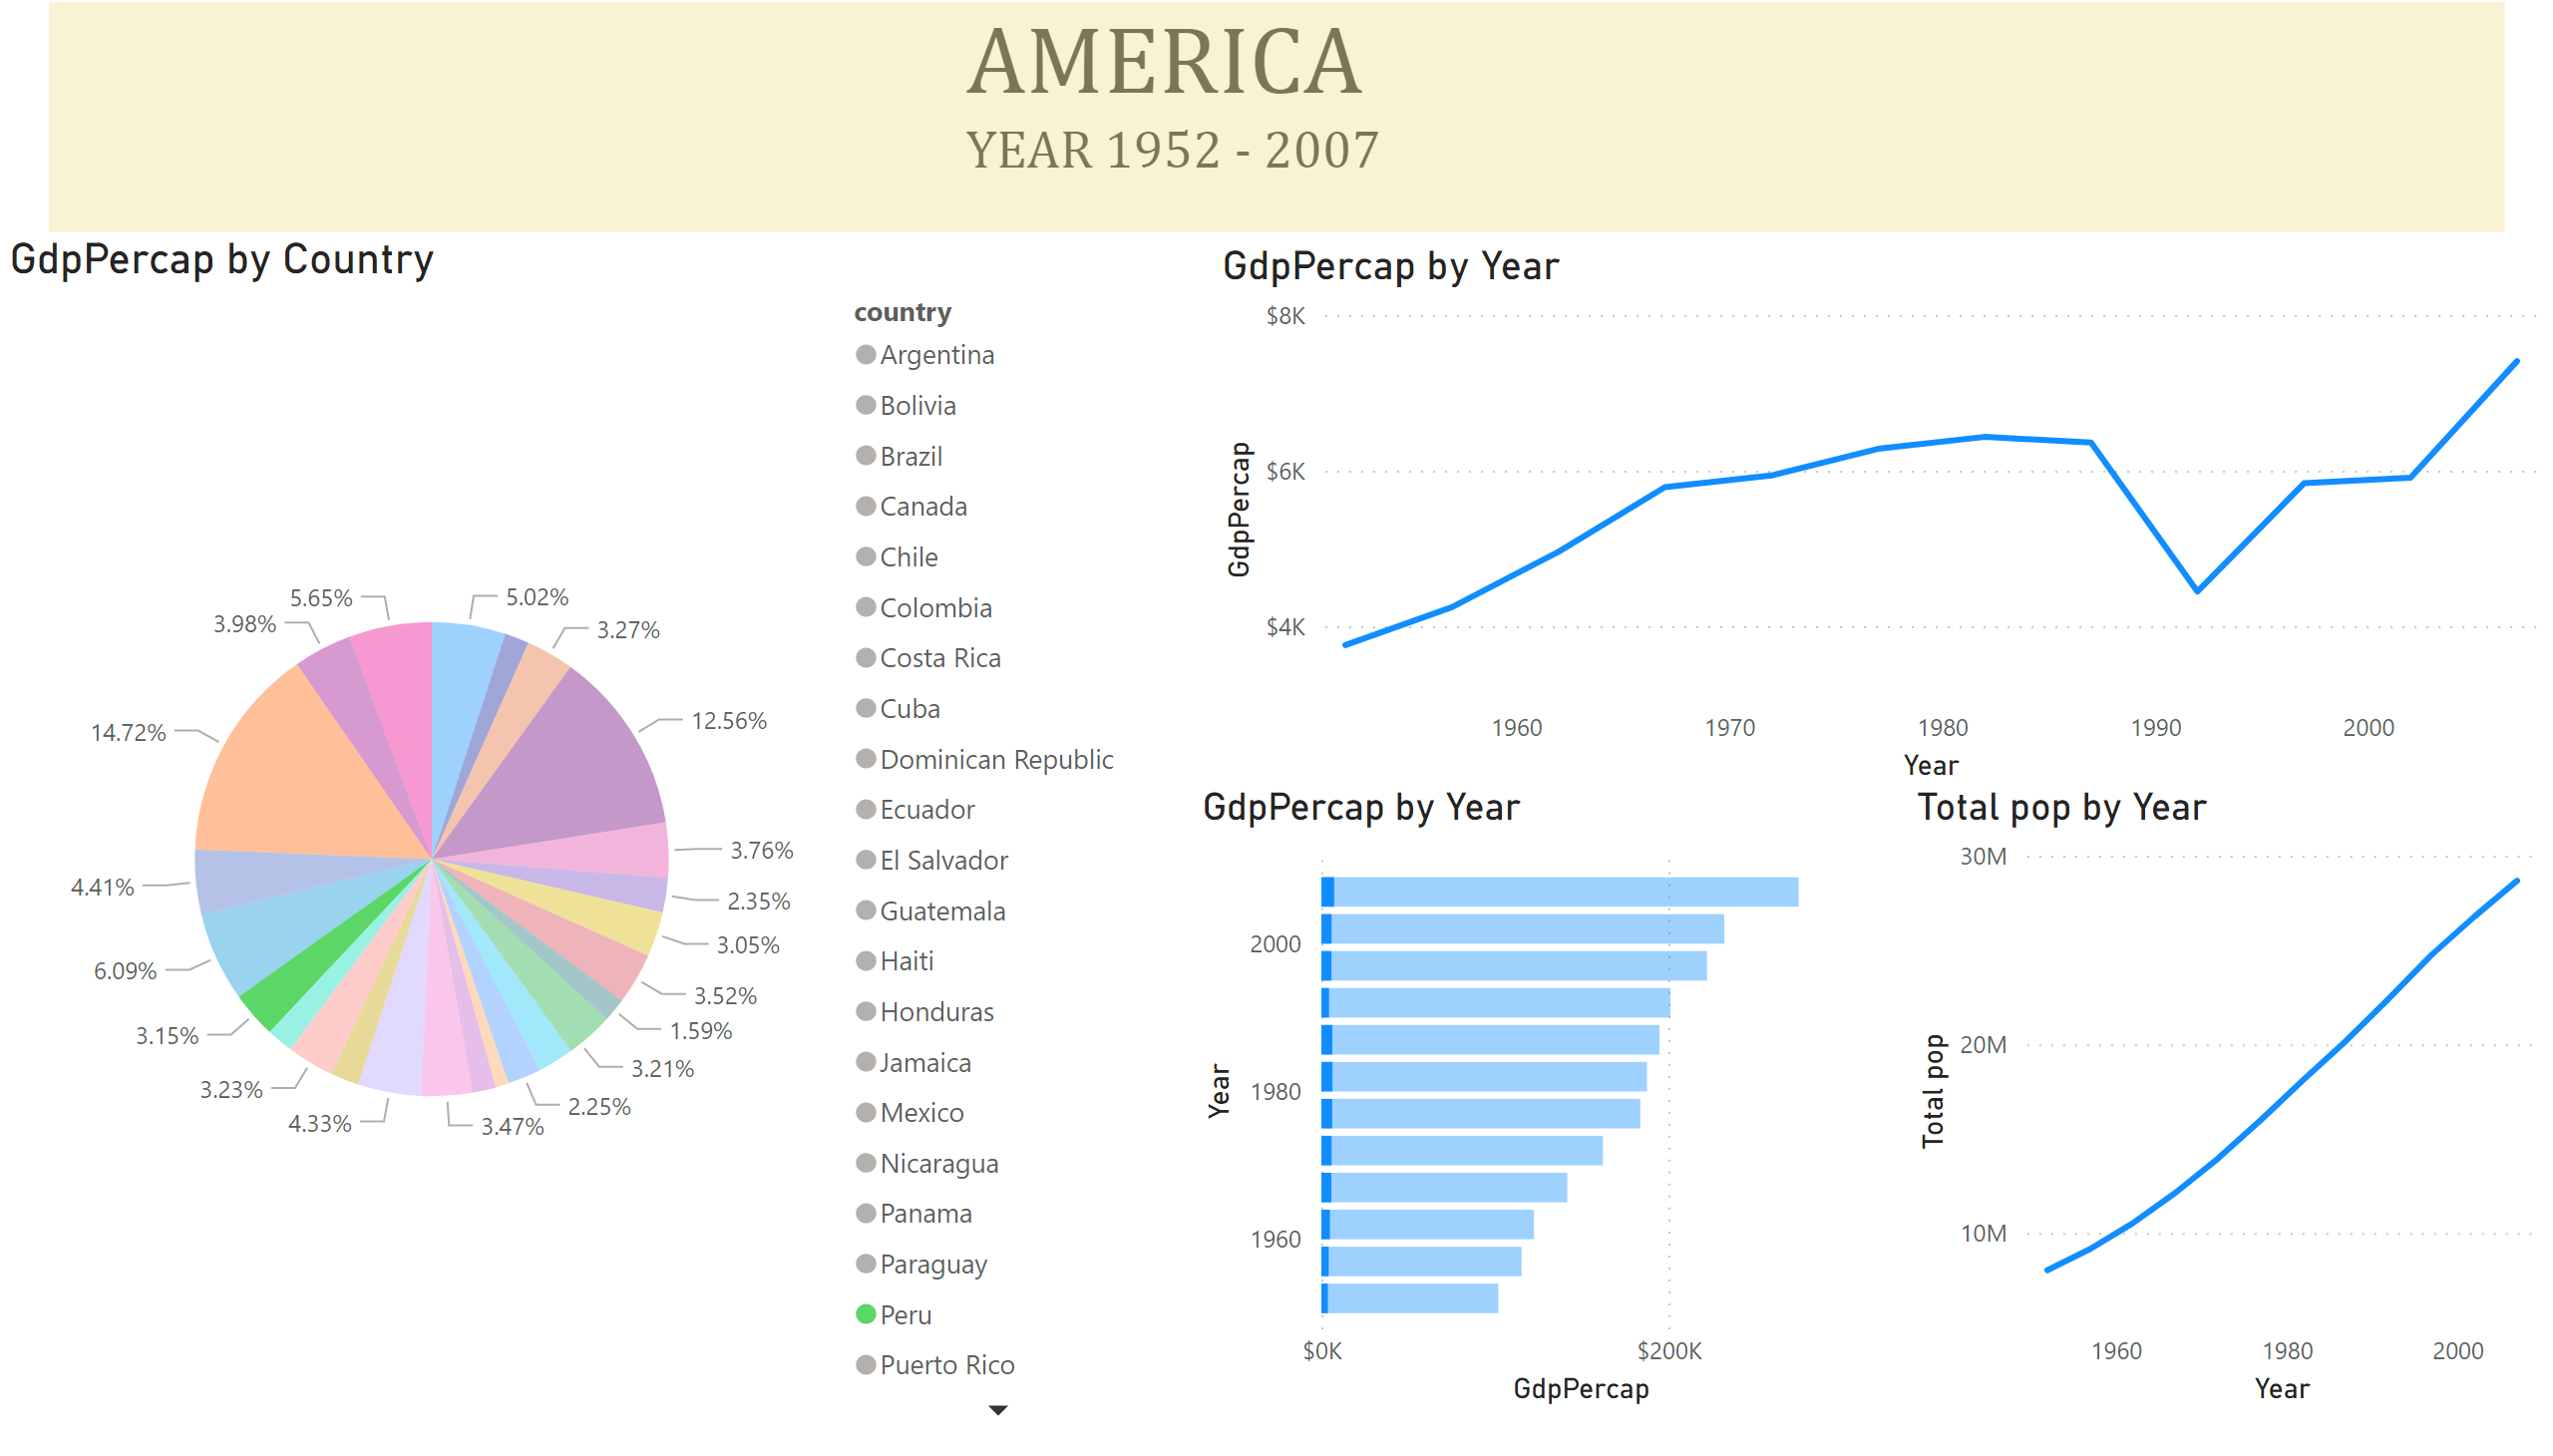 AMERICA
YEAR 1952 - 2007
GdpPercap by Country
5.02%
3.27%
12.56%
3.76%
2.35%
3.05%
3.52%
1.59%
3.21%
2.25%
3.47%
4.33%
3.23%
3.15%
6.09%
4.41%
14.72%
3.98%
5.65%
country
Argentina
Bolivia
Brazil
Canada
Chile
Colombia
Costa Rica
Cuba
Dominican Republic
Ecuador
El Salvador
Guatemala
Haiti
Honduras
Jamaica
Mexico
Nicaragua
Panama
Paraguay
Peru
Puerto Rico
GdpPercap by Year
$8K
$6K
$4K
GdpPercap
1960 1970 1980 1990 2000
Year
GdpPercap by Year
2000
1980
1960
Year
$0K $200K
GdpPercap
Total pop by Year
30M
20M
10M
Total pop
1960 1980 2000
Year